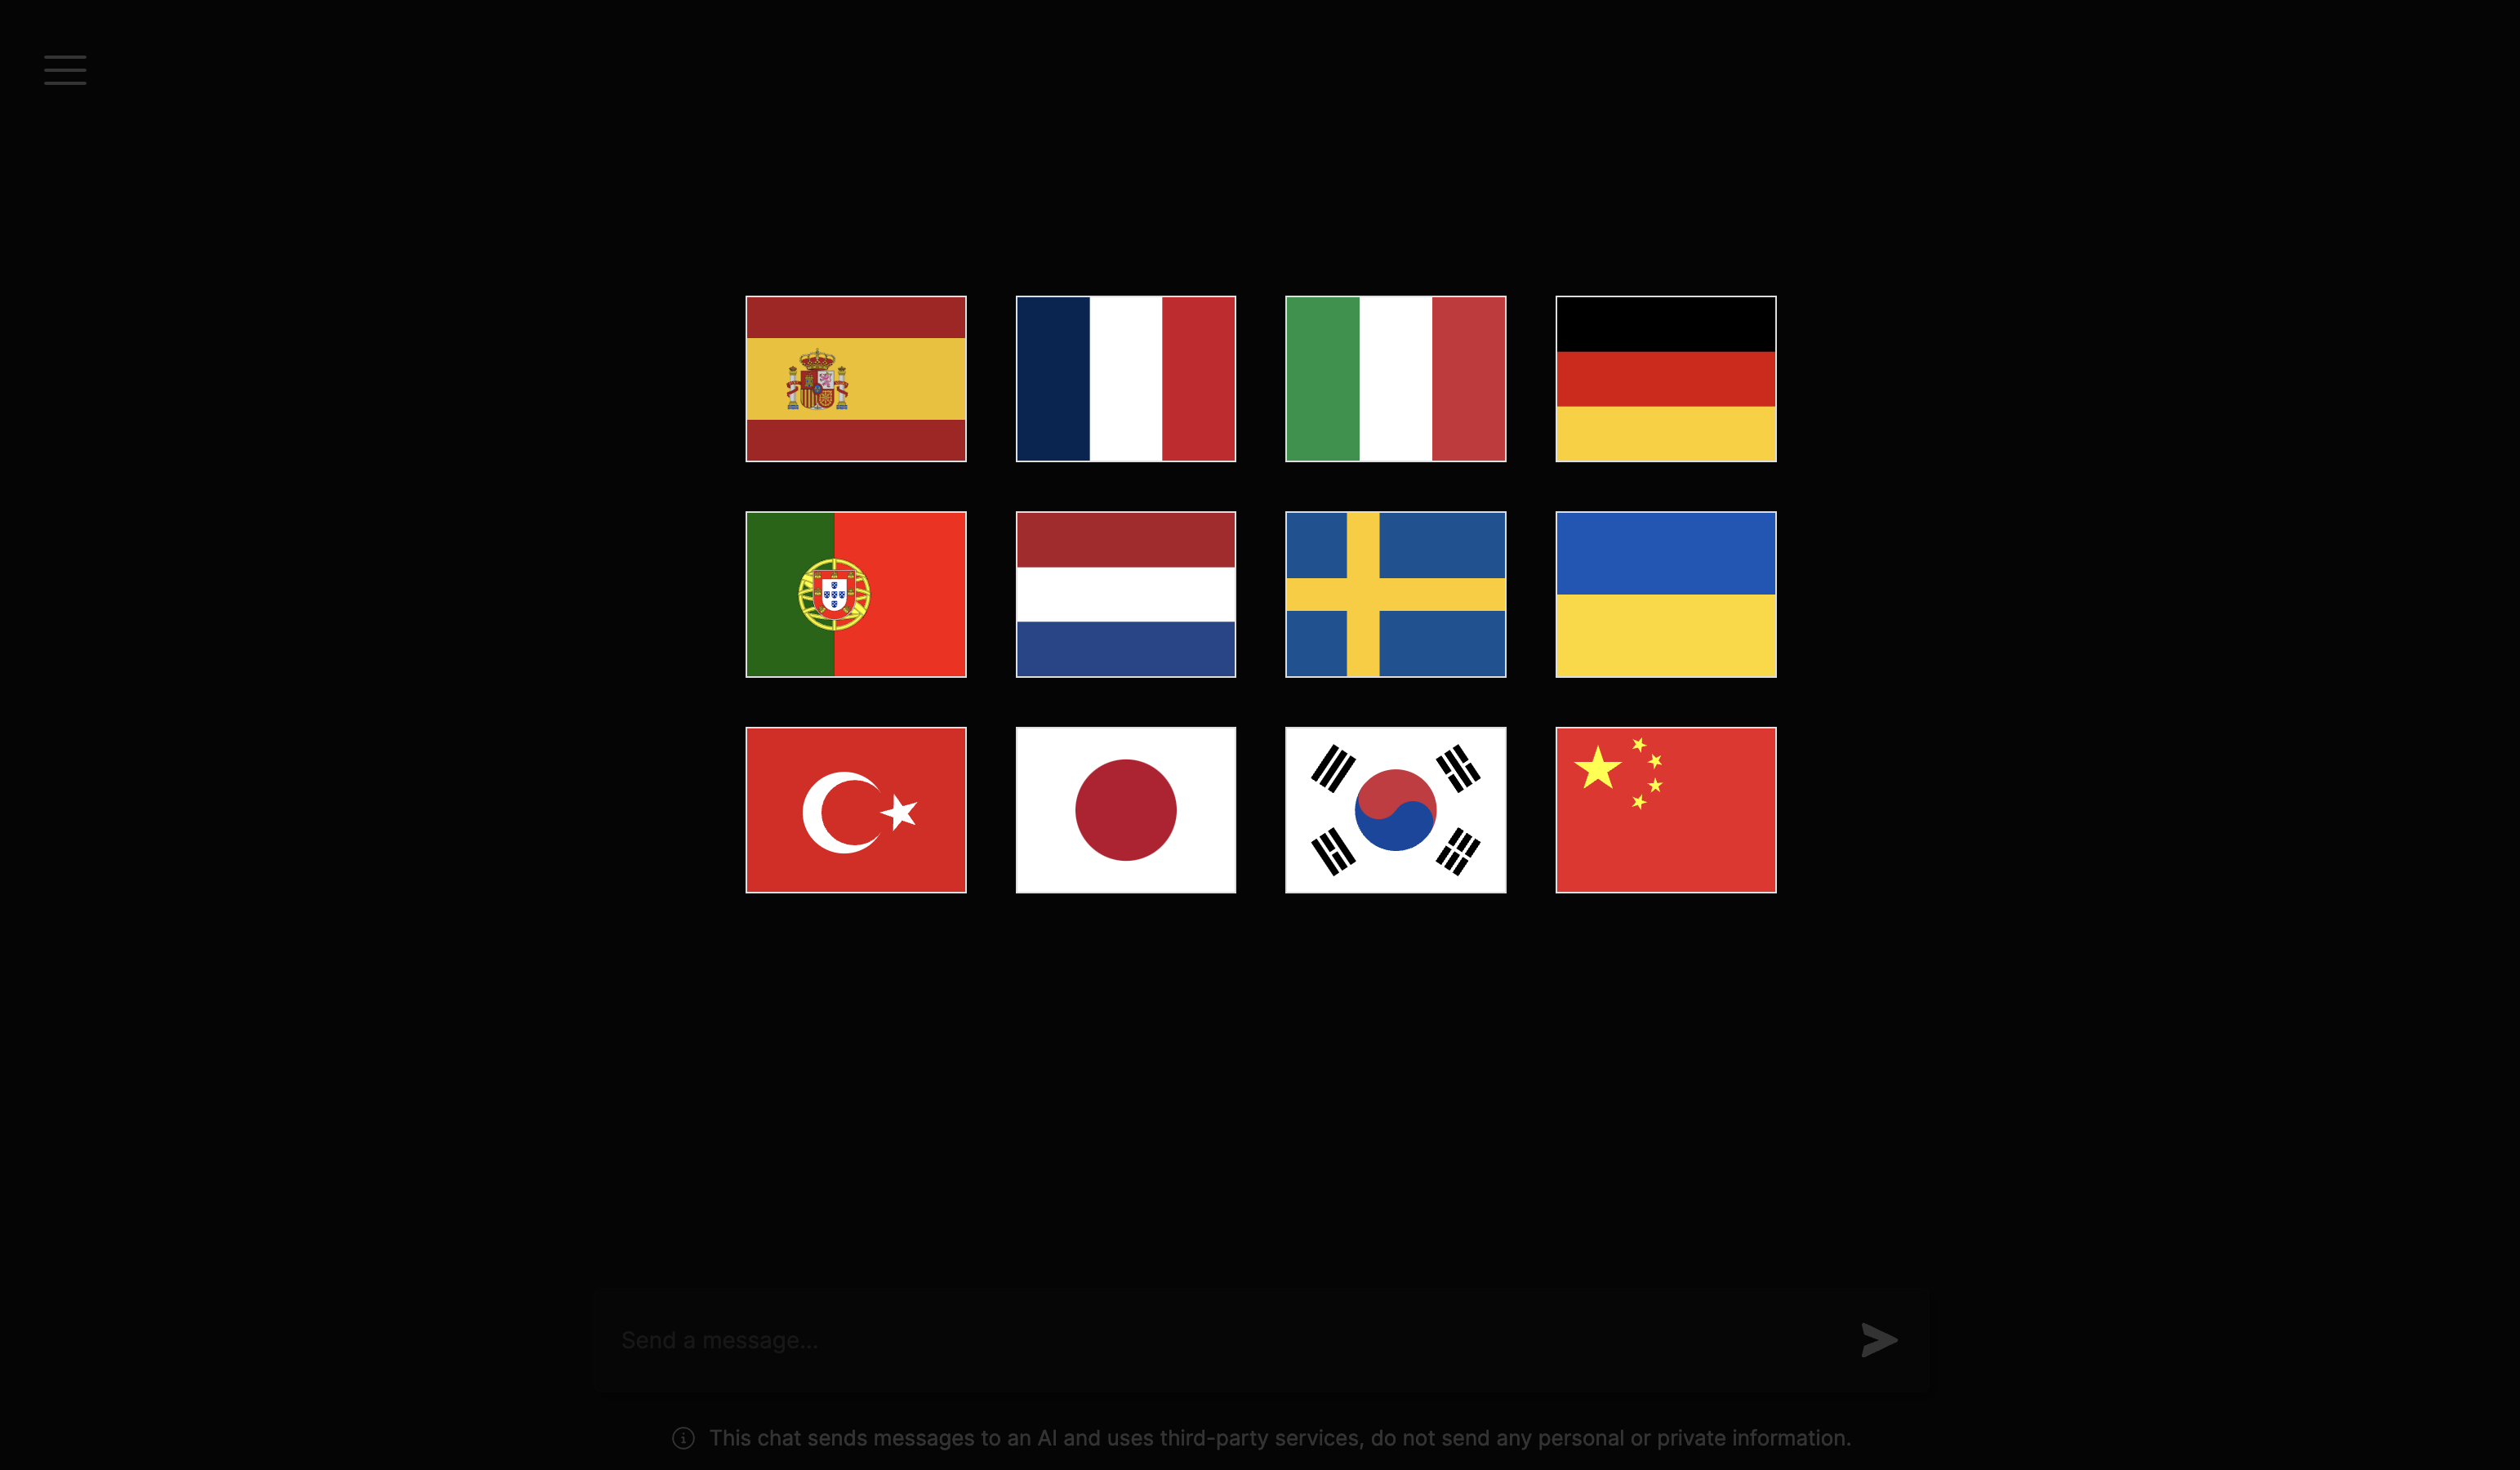 Send a message...
This chat sends messages to an AI and uses third-party services, do not send any personal or private information.